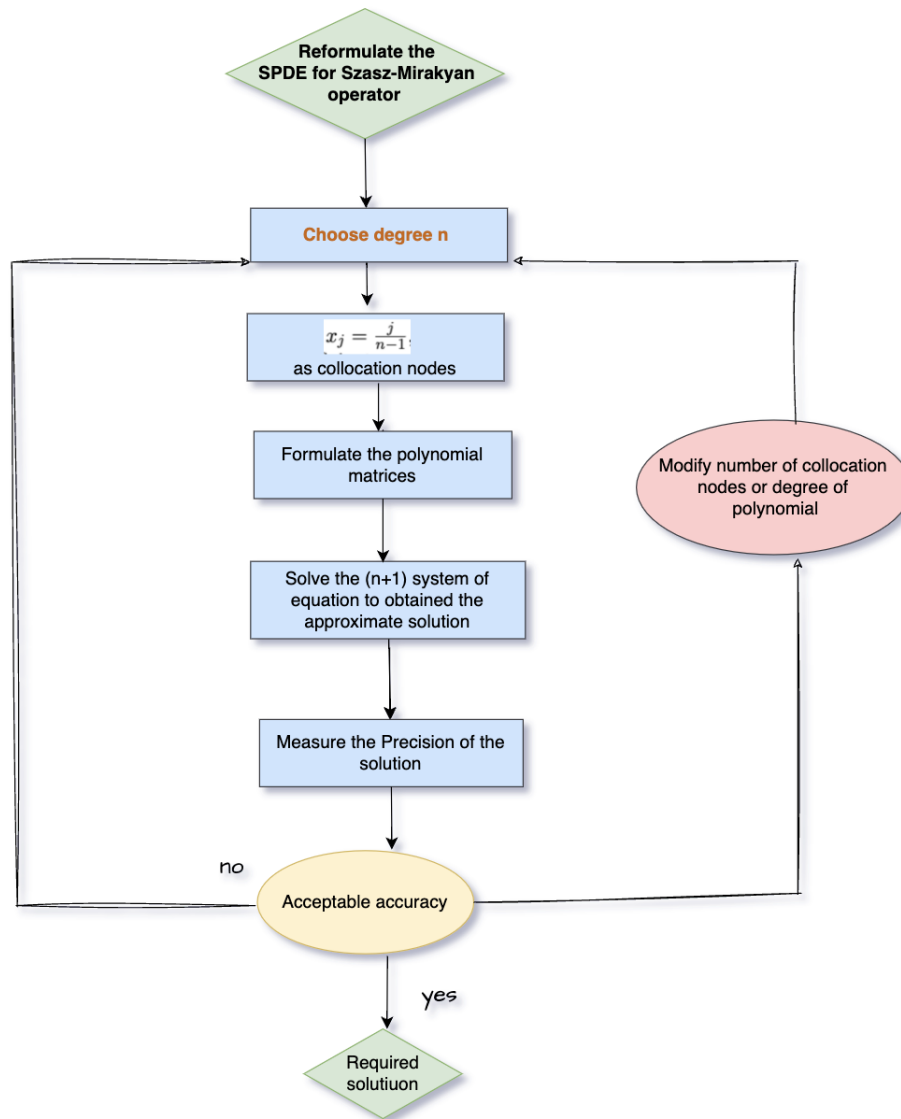 Reformulate the
SPDE for Szasz-Mirakyan
operator
Choose degree n
x_j = j/(n−1),
as collocation nodes
Formulate the polynomial
matrices
Modify number of collocation
nodes or degree of
polynomial
Solve the (n+1) system of
equation to obtained the
approximate solution
Measure the Precision of the
solution
no
Acceptable accuracy
yes
Required
solutiuon